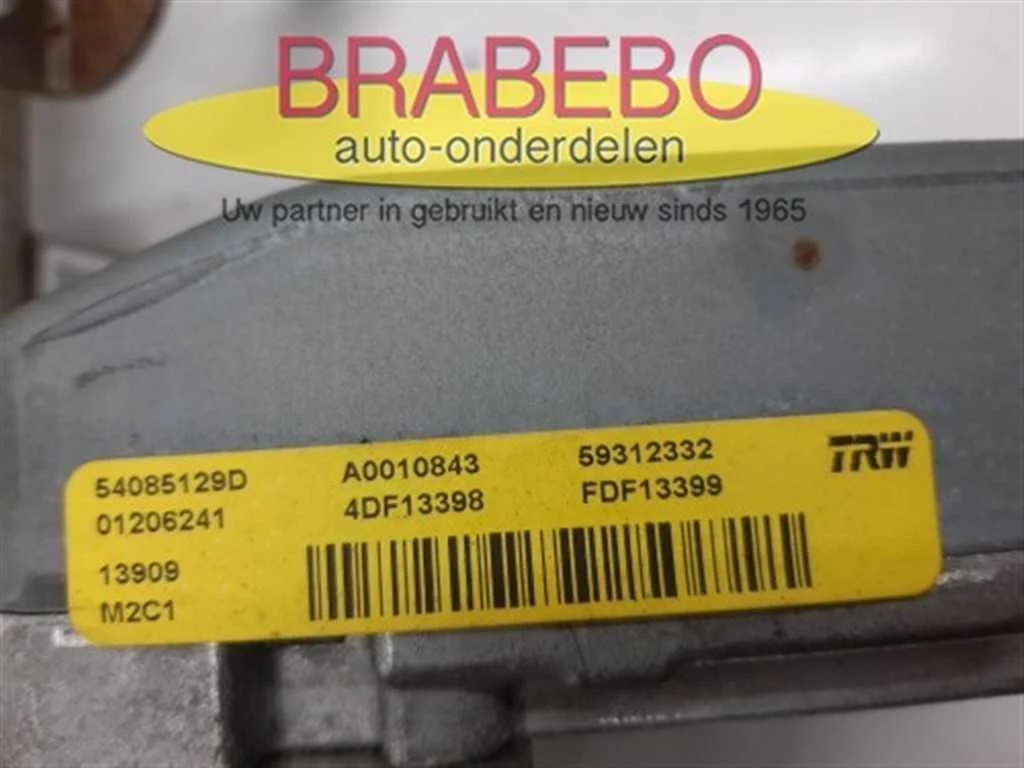 BRABEBO
auto-onderdelen
Uw partner in gebruikt en nieuw sinds 1965
54085129D A0010843 59312332 TRW
01206241 4DF13398 FDF13399
13909
M2C1